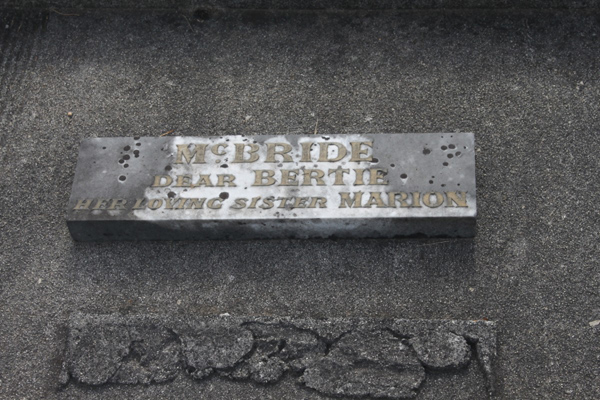 McBRIDE
DEAR BERTIE
HER LOVING SISTER MARION